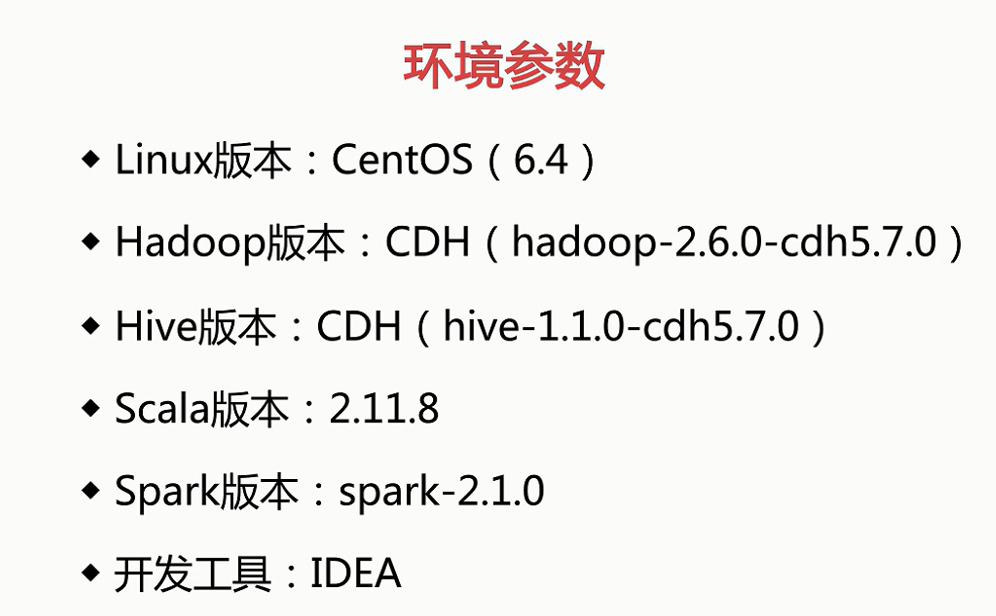 环境参数
◆ Linux版本：CentOS（6.4）
◆ Hadoop版本：CDH（hadoop-2.6.0-cdh5.7.0）
◆ Hive版本：CDH（hive-1.1.0-cdh5.7.0）
◆ Scala版本：2.11.8
◆ Spark版本：spark-2.1.0
◆ 开发工具：IDEA